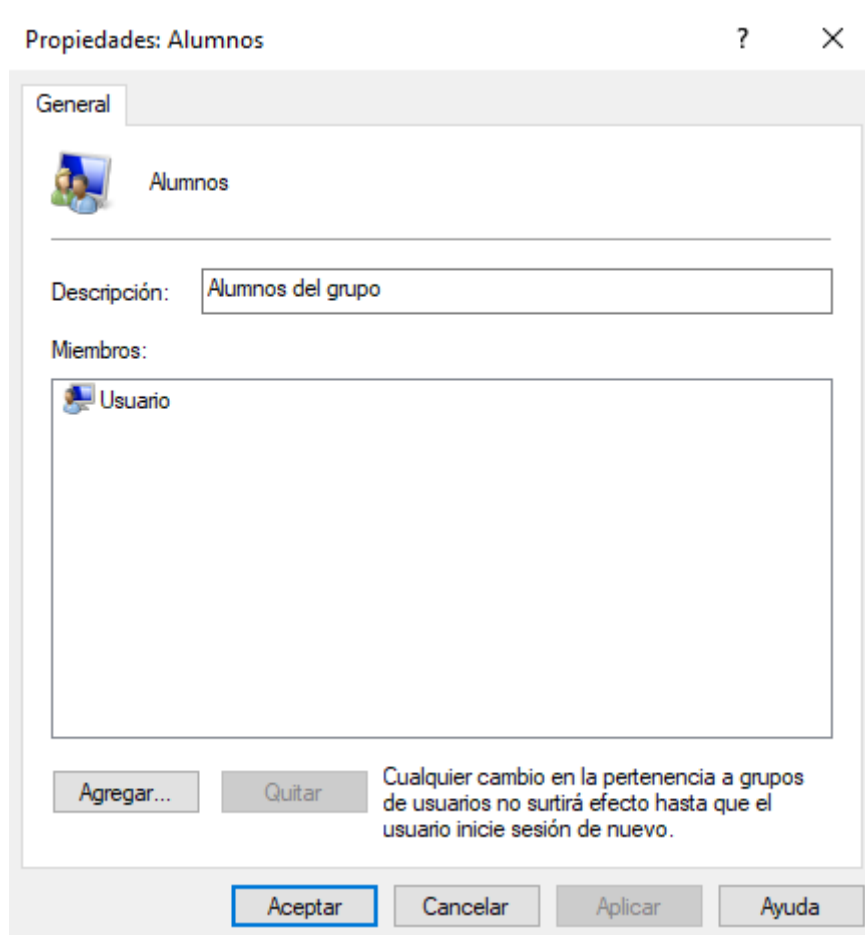 Propiedades: Alumnos
?
General
Alumnos
Descripción:
Alumnos del grupo
Miembros:
Usuario
Agregar...
Quitar
Cualquier cambio en la pertenencia a grupos
de usuarios no surtirá efecto hasta que el
usuario inicie sesión de nuevo.
Aceptar
Cancelar
Aplicar
Ayuda